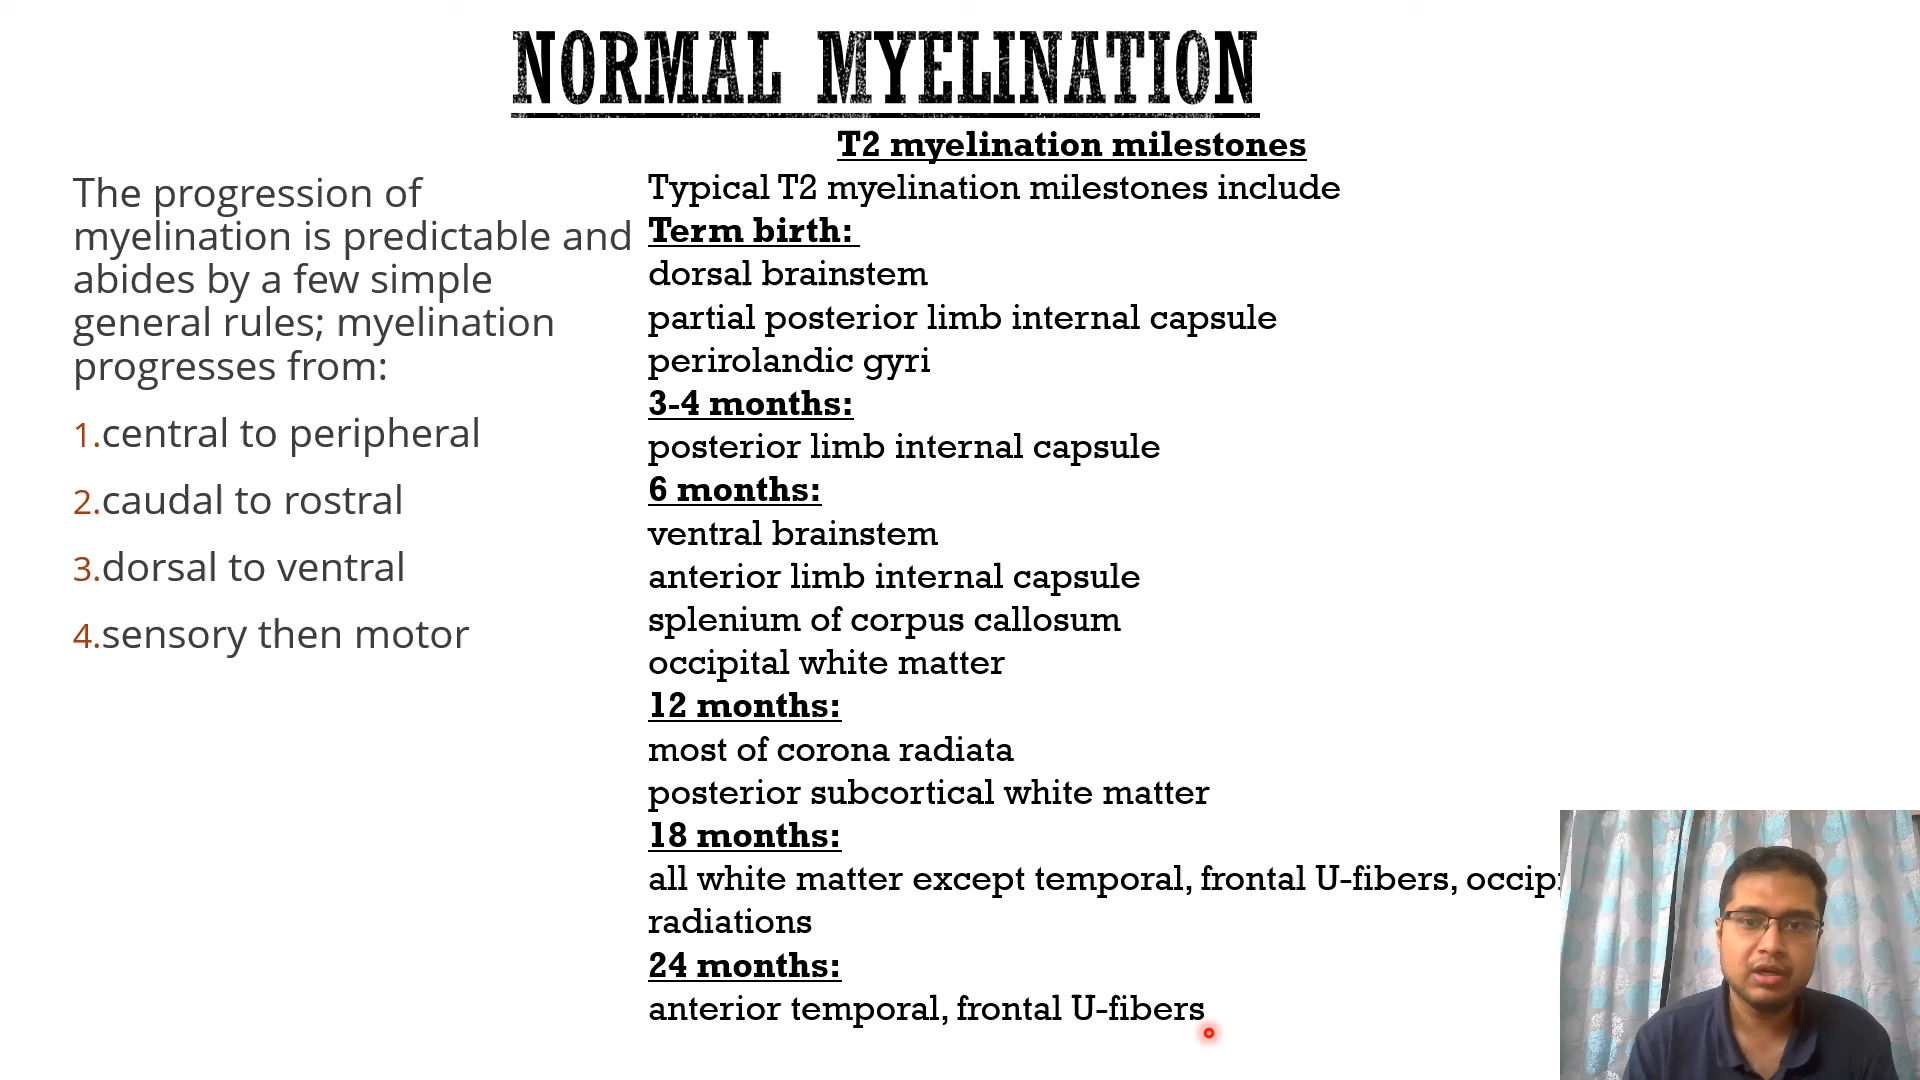 NORMAL MYELINATION
The progression of
myelination is predictable and
abides by a few simple
general rules; myelination
progresses from:
1.central to peripheral
2.caudal to rostral
3.dorsal to ventral
4.sensory then motor
T2 myelination milestones
Typical T2 myelination milestones include
Term birth:
dorsal brainstem
partial posterior limb internal capsule
perirolandic gyri
3-4 months:
posterior limb internal capsule
6 months:
ventral brainstem
anterior limb internal capsule
splenium of corpus callosum
occipital white matter
12 months:
most of corona radiata
posterior subcortical white matter
18 months:
all white matter except temporal, frontal U-fibers,
radiations
24 months:
anterior temporal, frontal U-fibers